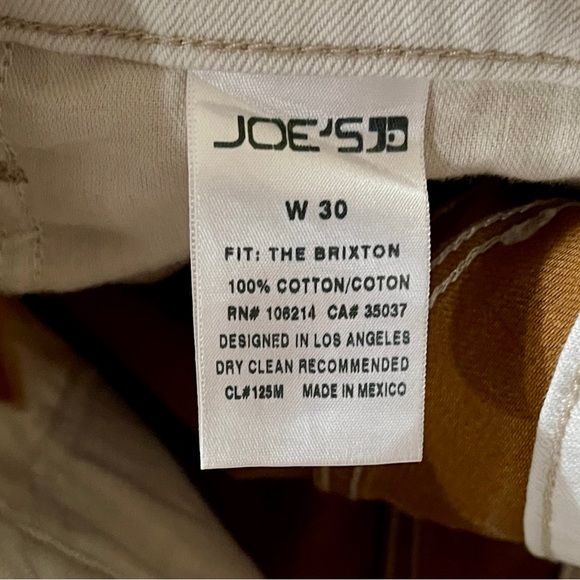 JOE'S
W 30
FIT: THE BRIXTON
100% COTTON/COTON
RN# 106214 CA# 35037
DESIGNED IN LOS ANGELES
DRY CLEAN RECOMMENDED
CL#125M MADE IN MEXICO